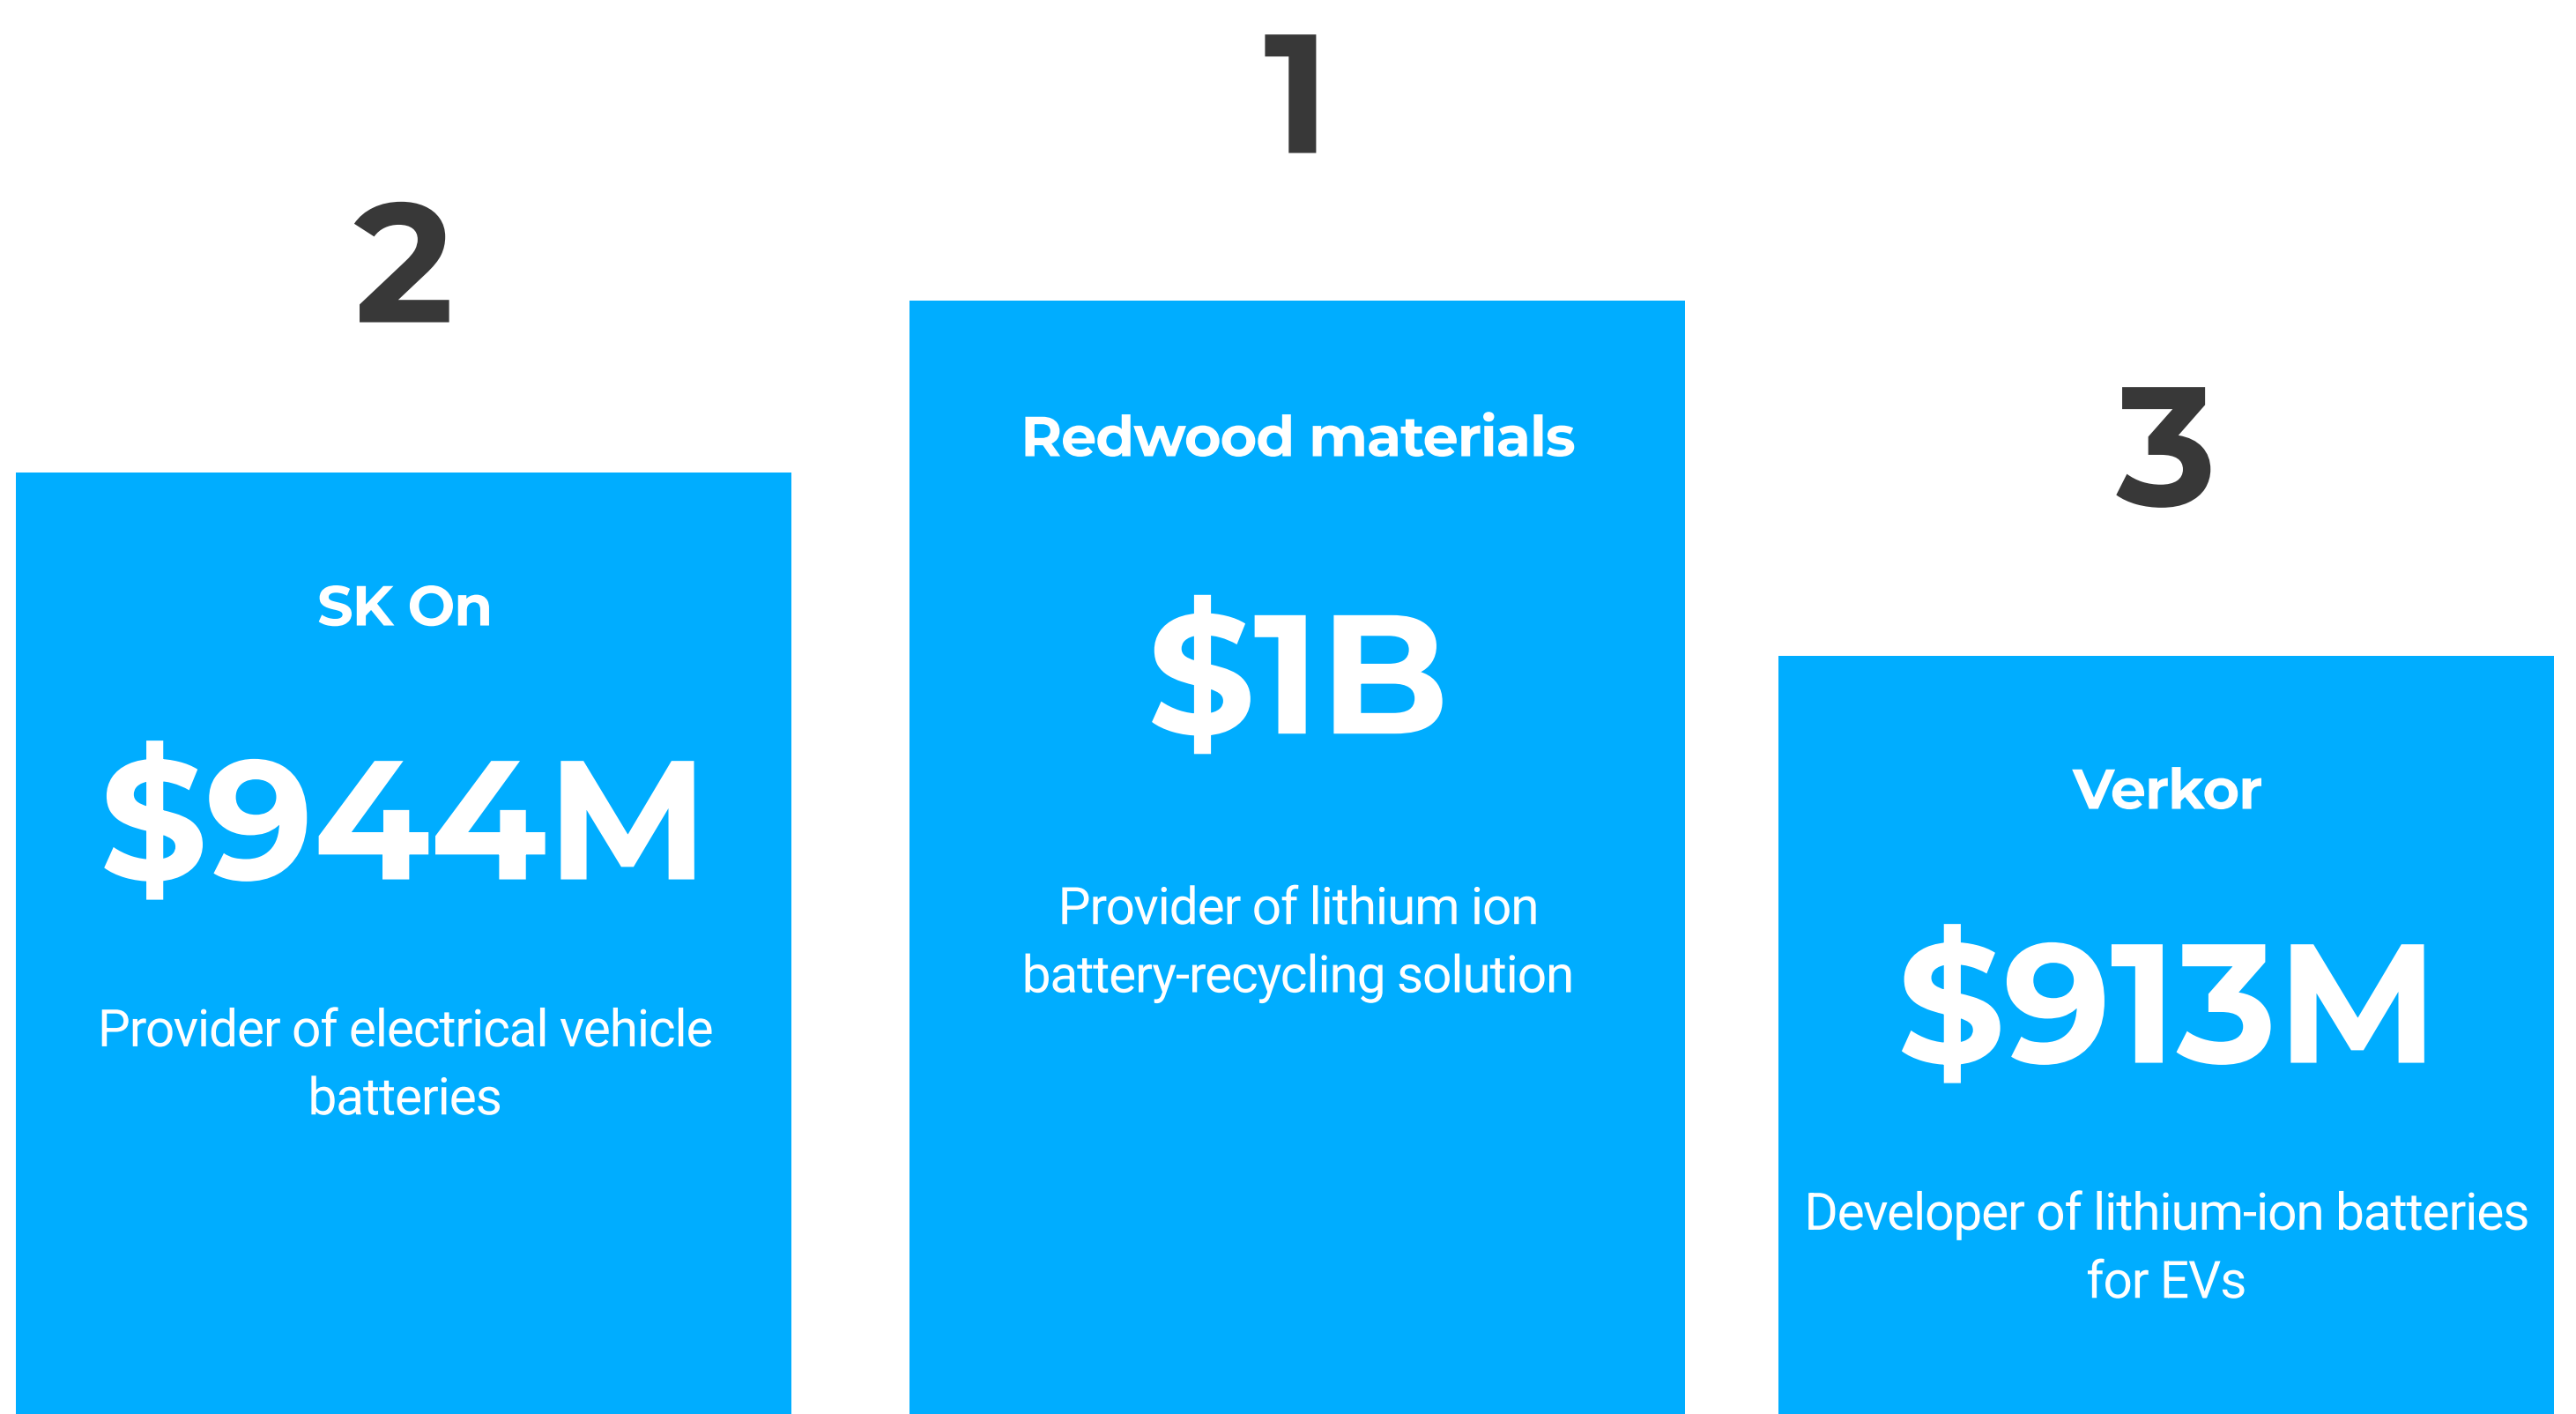 2
SK On
$944M
Provider of electrical vehicle
batteries
1
Redwood materials
$1B
Provider of lithium ion
battery-recycling solution
3
Verkor
$913M
Developer of lithium-ion batteries
for EVs